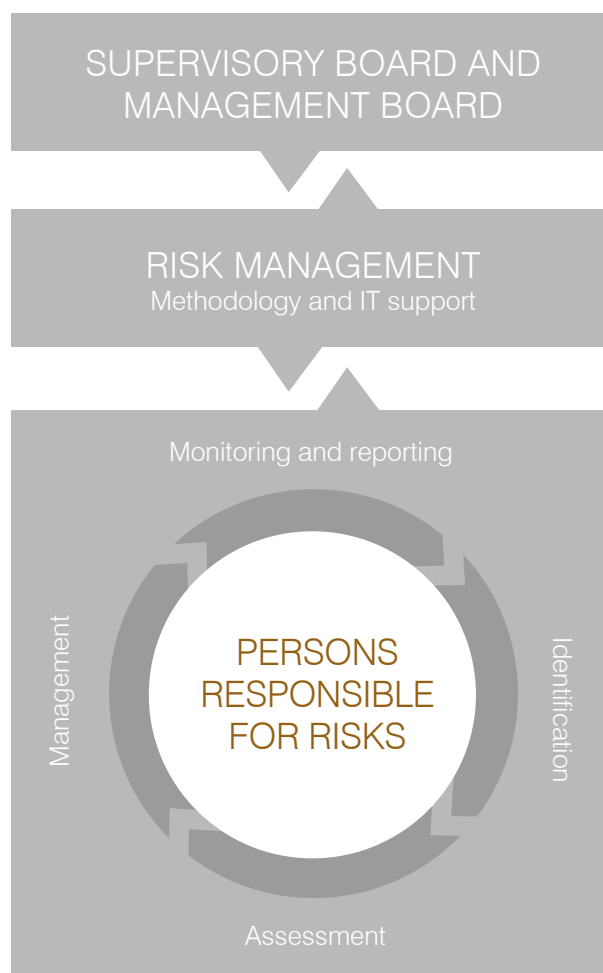 SUPERVISORY BOARD AND
MANAGEMENT BOARD
RISK MANAGEMENT
Methodology and IT support
Monitoring and reporting
Management
PERSONS
RESPONSIBLE
FOR RISKS
Identification
Assessment